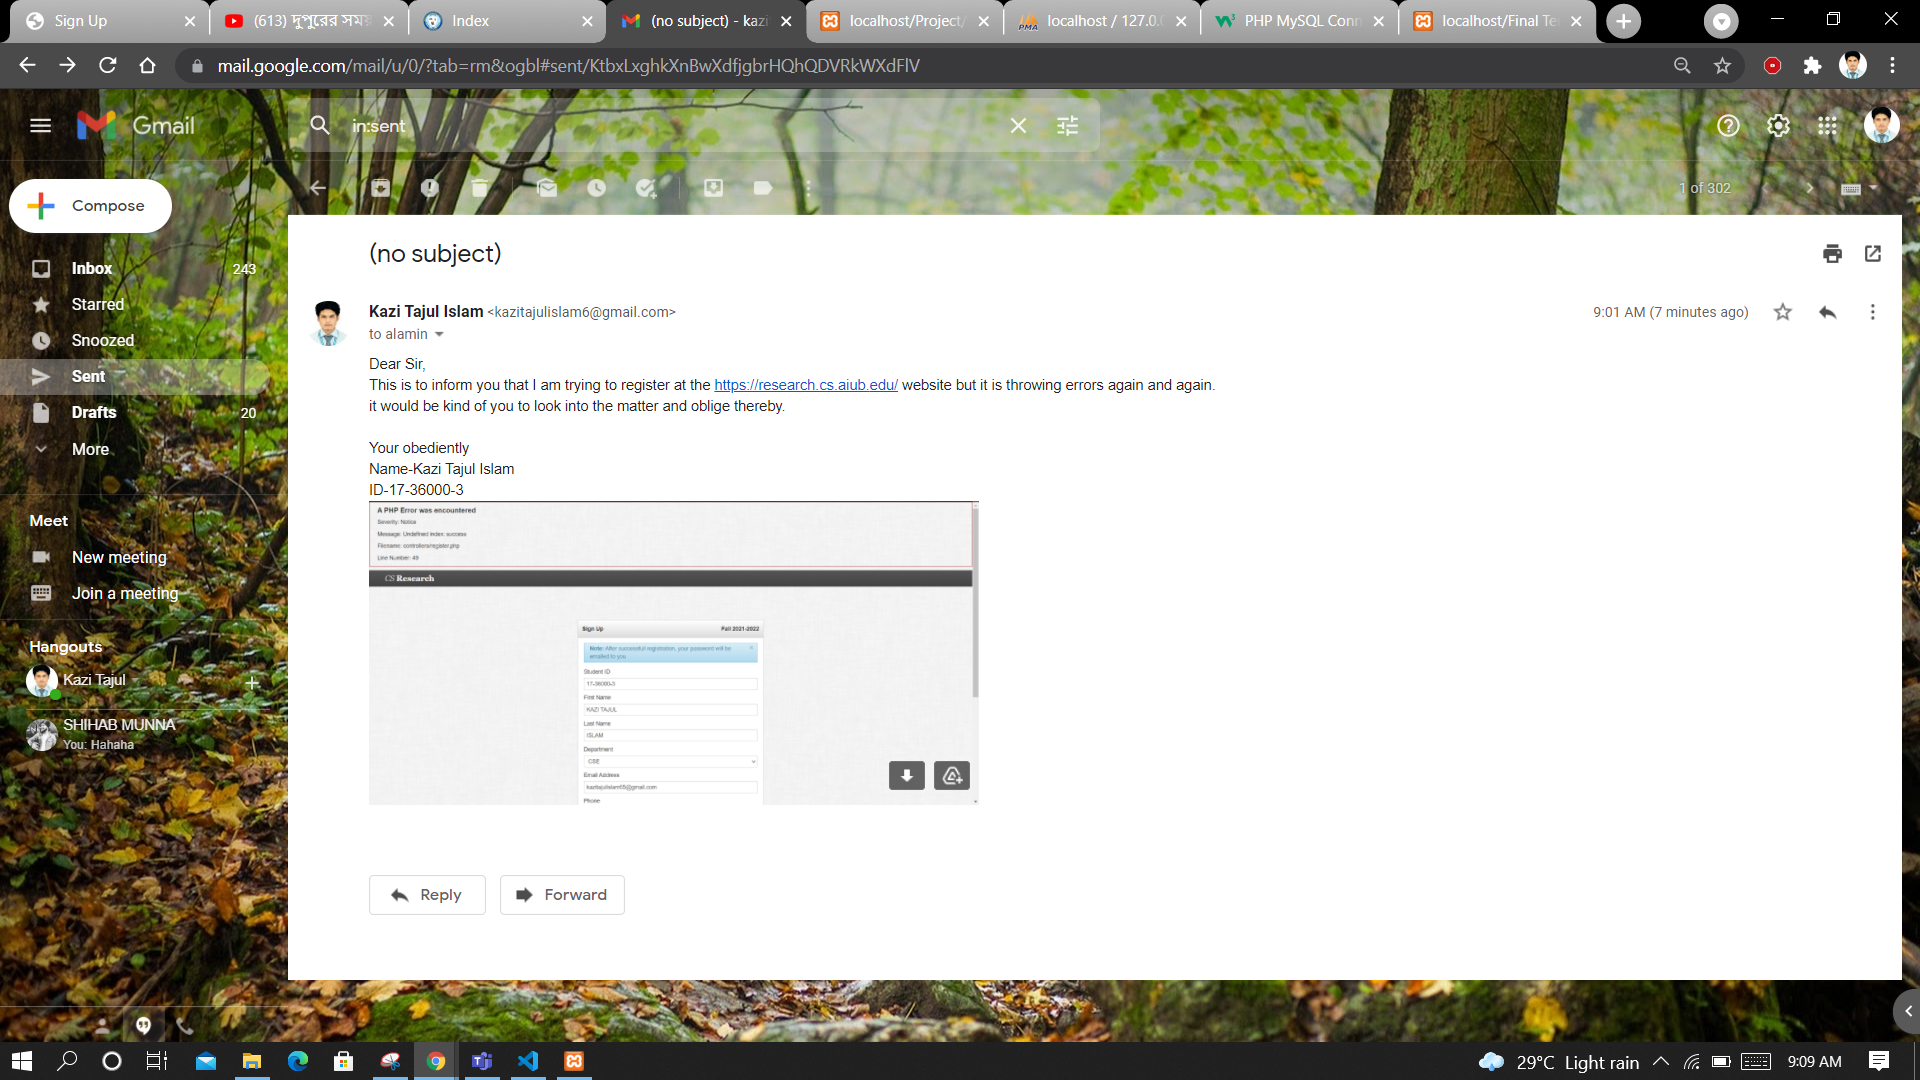 Sign Up
(613) দুপুরের সময়
Index
(no subject) - kazi
localhost/Project/
localhost / 127.0.0
PHP MySQL Conn
localhost/Final Te
mail.google.com/mail/u/0/?tab=rm&ogbl#sent/KtbxLxghkXnBwXdfjgbrHQhQDVRkWXdFlV
Gmail
in:sent
1 of 302
Compose
Inbox 243
Starred
Snoozed
Sent
Drafts 20
More
Meet
New meeting
Join a meeting
Hangouts
Kazi Tajul
SHIHAB MUNNA
You: Hahaha
(no subject)
Kazi Tajul Islam <kazitajulislam6@gmail.com>
9:01 AM (7 minutes ago)
to alamin
Dear Sir,
This is to inform you that I am trying to register at the https://research.cs.aiub.edu/ website but it is throwing errors again and again.
it would be kind of you to look into the matter and oblige thereby.
Your obediently
Name-Kazi Tajul Islam
ID-17-36000-3
A PHP Error was encountered
Severity: Notice
Message: Undefined index: success
Filename: controllers/register.php
Line Number: 49
CS Research
Sign Up Fall 2021-2022
Note: After successfull registration, your password will be
emailed to you
Student ID
17-36000-3
First Name
KAZI TAJUL
Last Name
ISLAM
Department
CSE
Email Address
Phone
Reply
Forward
29°C Light rain
9:09 AM